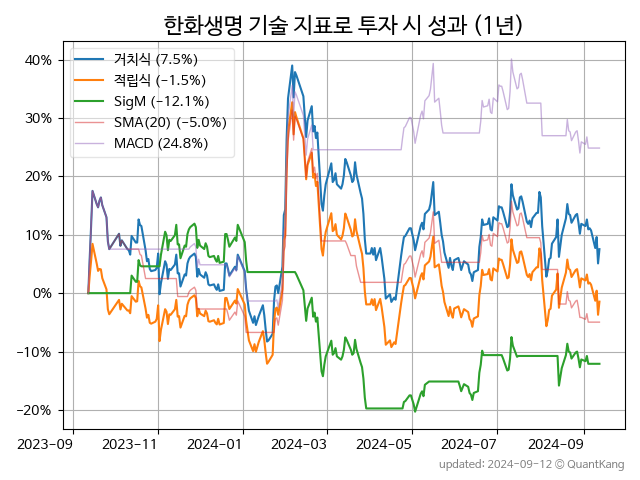 한화생명 기술 지표로 투자 시 성과 (1년)
거치식 (7.5%)
적립식 (−1.5%)
SigM (−12.1%)
SMA(20) (−5.0%)
MACD (24.8%)
40%
30%
20%
10%
0%
−10%
−20%
2023-09 2023-11 2024-01 2024-03 2024-05 2024-07 2024-09
updated: 2024-09-12 © QuantKang